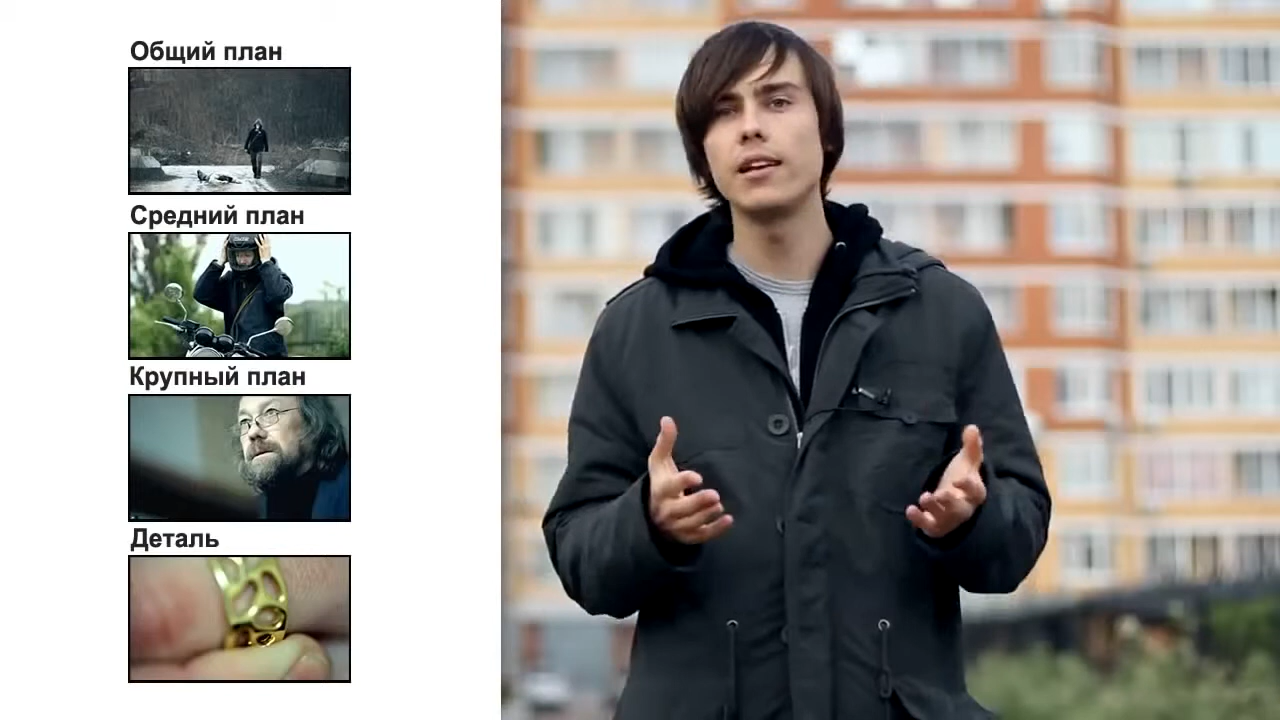 Общий план
Средний план
Крупный план
Деталь